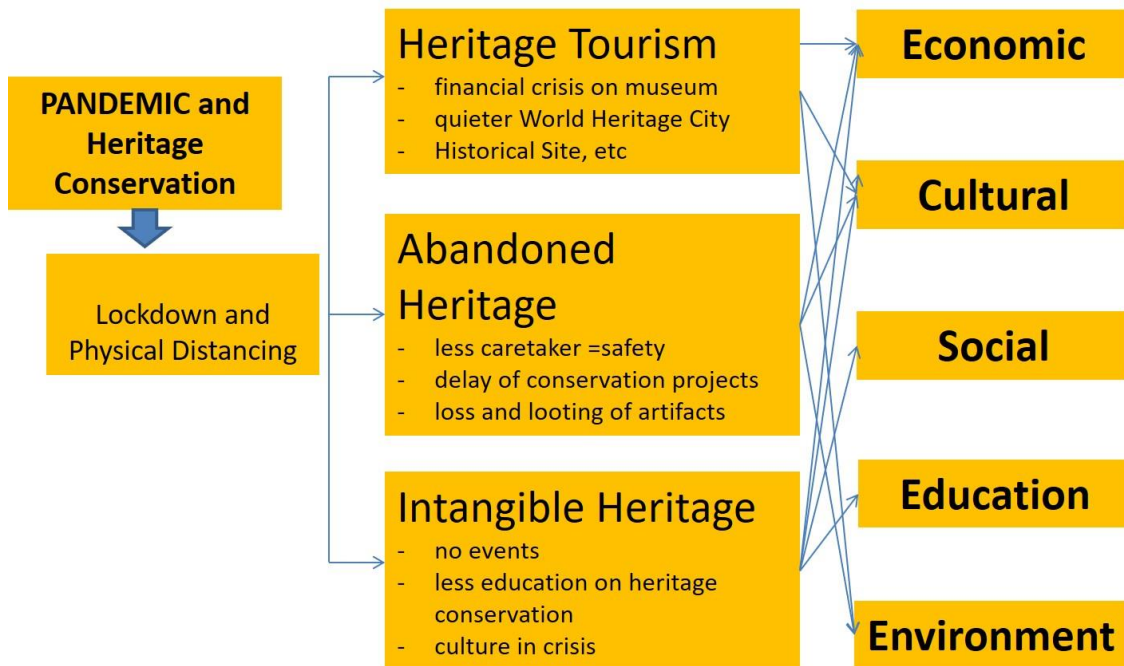 PANDEMIC and
Heritage
Conservation
Lockdown and
Physical Distancing
Heritage Tourism
- financial crisis on museum
- quieter World Heritage City
- Historical Site, etc
Abandoned
Heritage
- less caretaker =safety
- delay of conservation projects
- loss and looting of artifacts
Intangible Heritage
- no events
- less education on heritage
conservation
- culture in crisis
Economic
Cultural
Social
Education
Environment